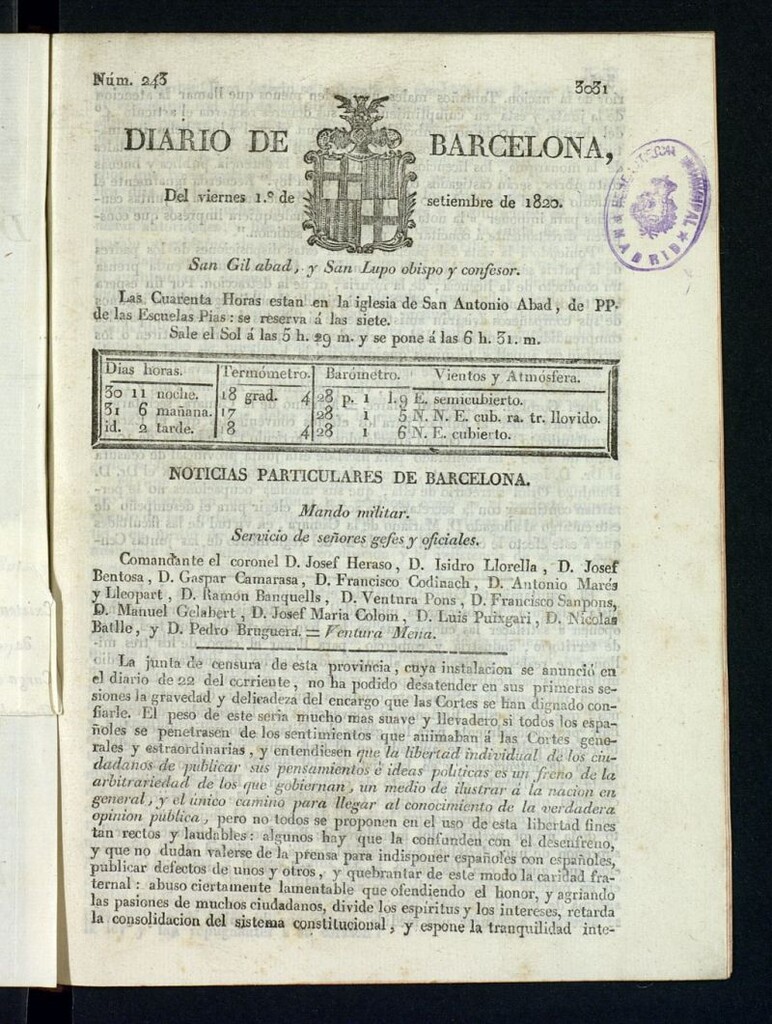 Núm. 243
3031
DIARIO DE BARCELONA,
Del viernes 1.º de setiembre de 1820.
San Gil abad, y San Lupo obispo y confesor.
Las Cuarenta Horas estan en la iglesia de San Antonio Abad, de PP.
de las Escuelas Pias: se reserva á las siete.
Sale el Sol á las 5 h. 29 m. y se pone á las 6 h. 31. m.
Dias horas. Termómetro. Barómetro. Vientos y Atmósfera.
30 11 noche. 18 grad. 4 28 p. 1 l. 9 E. semicubierto.
31 6 mañana. 17 28 1 5 N. N. E. cub. ra. tr. llovido.
id. 2 tarde. 18 4 28 1 6 N. E. cubierto.
NOTICIAS PARTICULARES DE BARCELONA.
Mando militar.
Servicio de señores gefes y oficiales.
Comandante el coronel D. Josef Heraso, D. Isidro Llorella, D. Josef
Bentosa, D. Gaspar Camarasa, D. Francisco Codinach, D. Antonio Marés
y Lleopart, D. Ramon Banquells, D. Ventura Pons, D. Francisco Sanpons,
D. Manuel Gelabert, D. Josef Maria Colom, D. Luis Puixgari, D. Nicolas
Batlle, y D. Pedro Bruguera. = Ventura Mena.
La junta de censura de esta provincia, cuya instalacion se anunció en
el diario de 22 del corriente, no ha podido desatender en sus primeras se-
siones la gravedad y delicadeza del encargo que las Cortes se han dignado con-
fiarle. El peso de este seria mucho mas suave y llevadero si todos los espa-
ñoles se penetrasen de los sentimientos que animaban á las Cortes gene-
rales y estraordinarias, y entendiesen que la libertad individual de los ciu-
dadanos de publicar sus pensamientos é ideas políticas es un freno de la
arbitrariedad de los que gobiernan, un medio de ilustrar á la nacion en
general, y el único camino para llegar al conocimiento de la verdadera
opinion pública, pero no todos se proponen en el uso de esta libertad fines
tan rectos y laudables: algunos hay que la confunden con el desenfreno,
y que no dudan valerse de la prensa para indisponer españoles con españoles,
publicar defectos de unos y otros, y quebrantar de este modo la caridad fra-
ternal: abuso ciertamente lamentable que ofendiendo el honor, y agriando
las pasiones de muchos ciudadanos, divide los espíritus y los intereses, retarda
la consolidacion del sistema constitucional, y espone la tranquilidad inte-
MUNICIPAL
MADRID